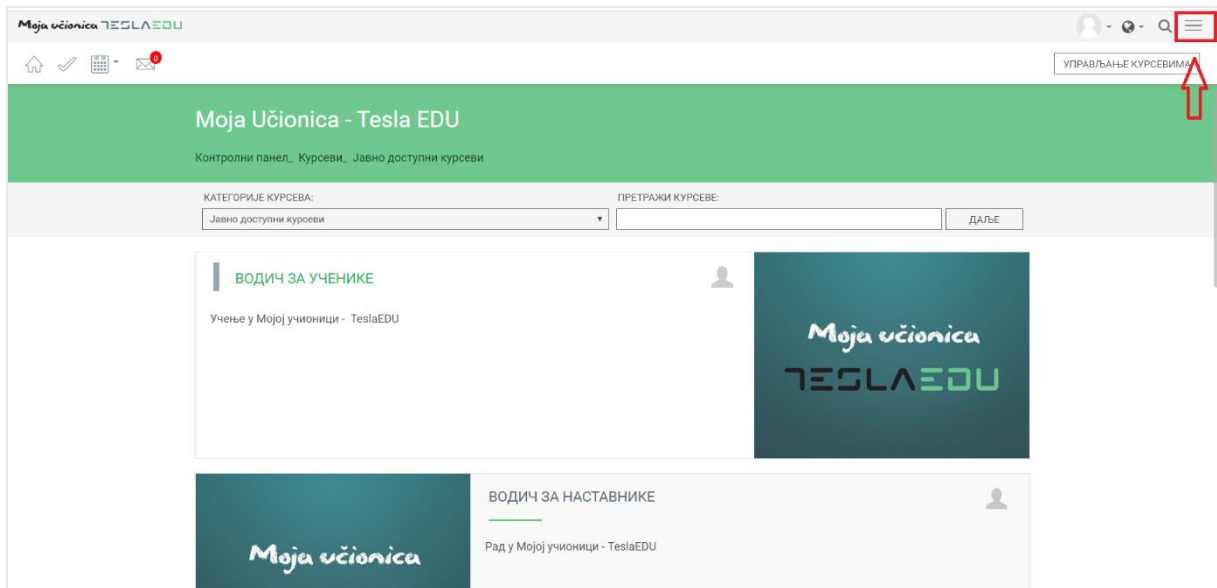 Moja učionica TESLAEDU
0
УПРАВЉАЊЕ КУРСЕВИМА
Moja Učionica - Tesla EDU
Контролни панел_ Курсеви_ Јавно доступни курсеви
КАТЕГОРИЈЕ КУРСЕВА:
ПРЕТРАЖИ КУРСЕВЕ:
Јавно доступни курсеви
ДАЉЕ
ВОДИЧ ЗА УЧЕНИКЕ
Учење у Мојој учионици - TeslaEDU
Moja učionica
TESLAEDU
ВОДИЧ ЗА НАСТАВНИКЕ
Рад у Мојој учионици - TeslaEDU
Moja učionica